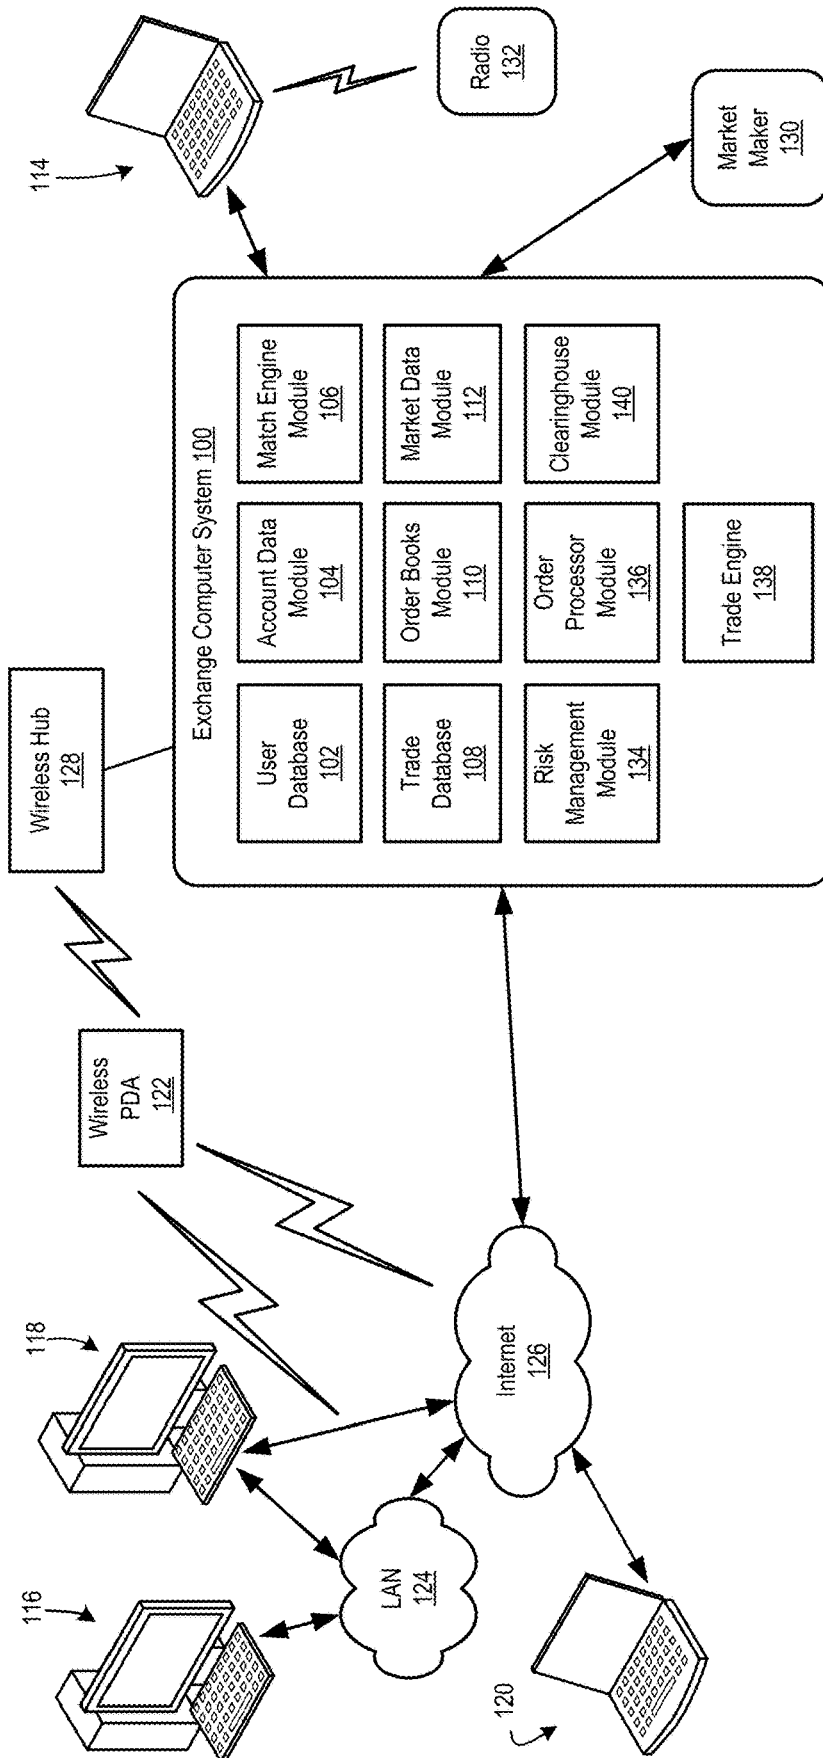 114
Radio
132
Market
Maker
130
Exchange Computer System 100
Match Engine
Module
106
Market Data
Module
112
Clearinghouse
Module
140
Account Data
Module
104
Order Books
Module
110
Order
Processor
Module
136
Trade Engine
138
User
Database
102
Trade
Database
108
Risk
Management
Module
134
Wireless Hub
128
Wireless
PDA
122
118
Internet
126
116
LAN
124
120